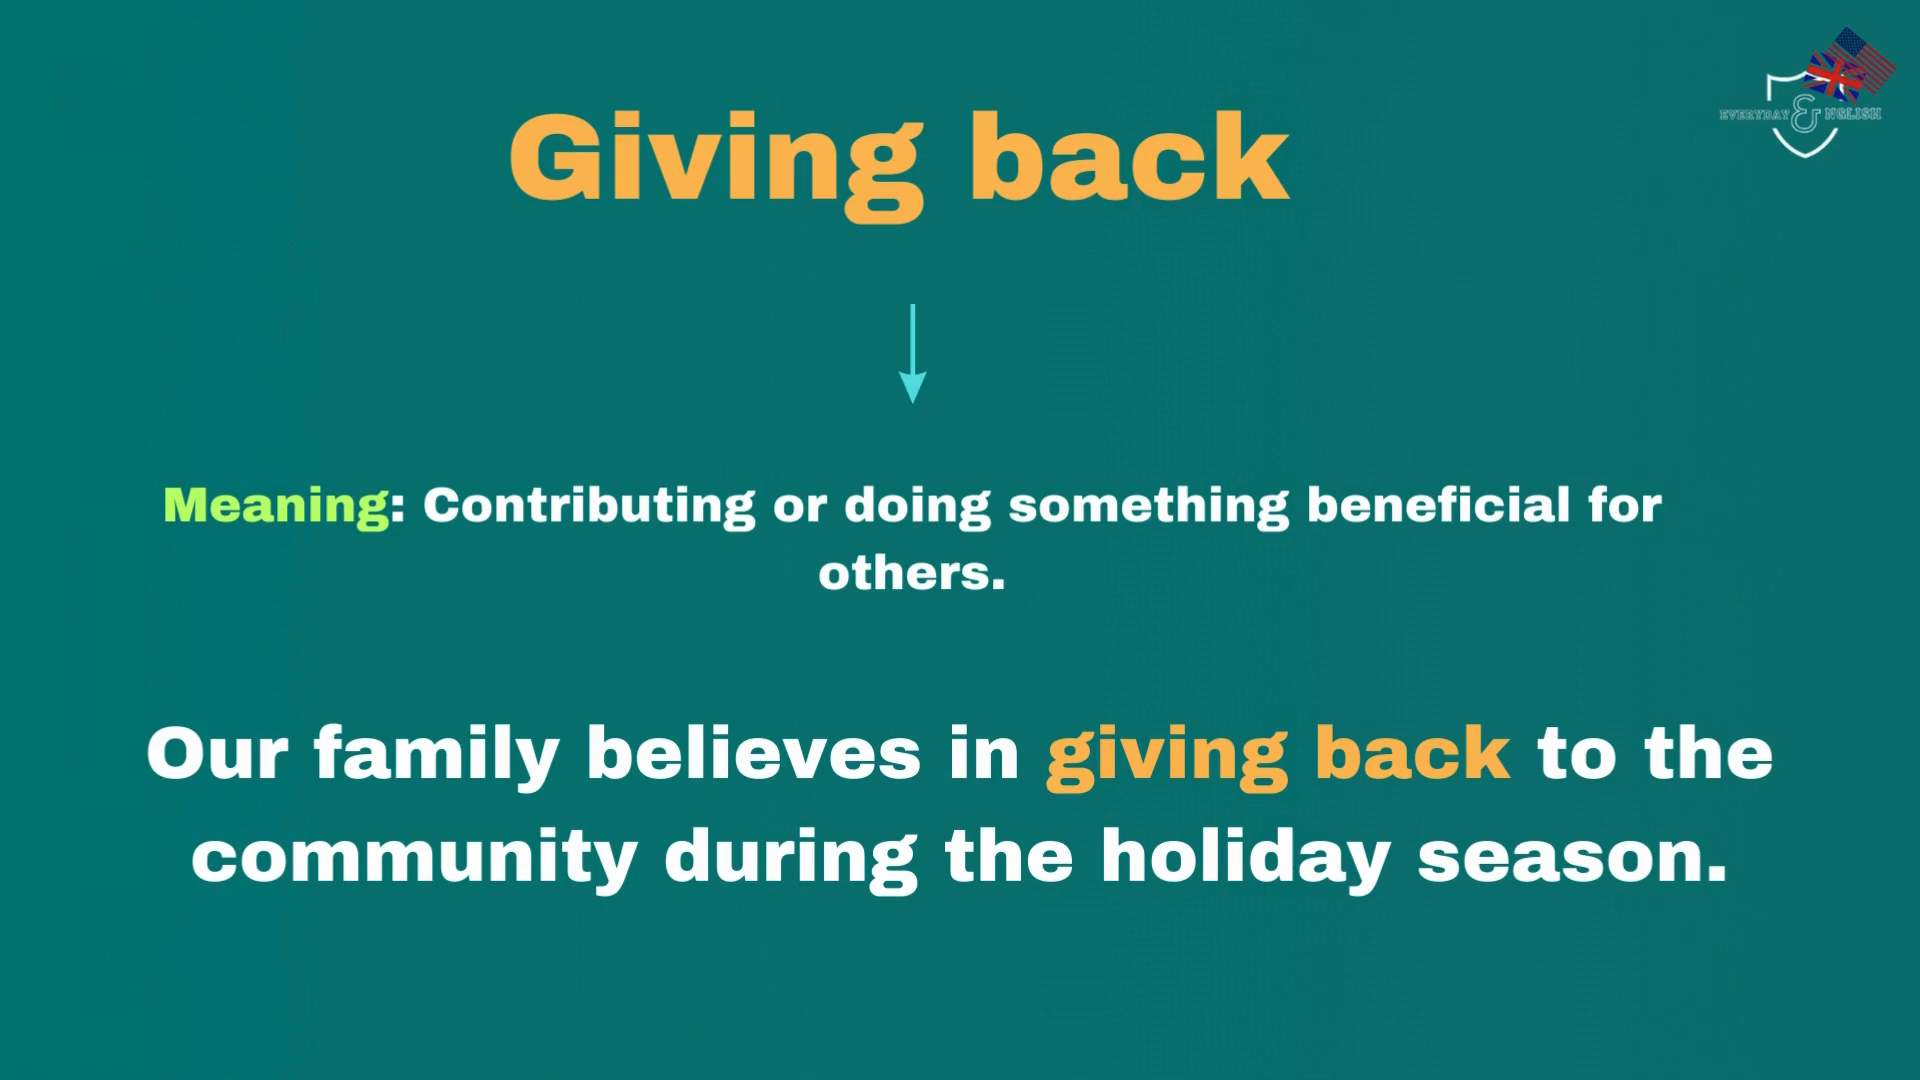 EVERYDAY & NGLISH
Giving back
Meaning: Contributing or doing something beneficial for
others.
Our family believes in giving back to the
community during the holiday season.